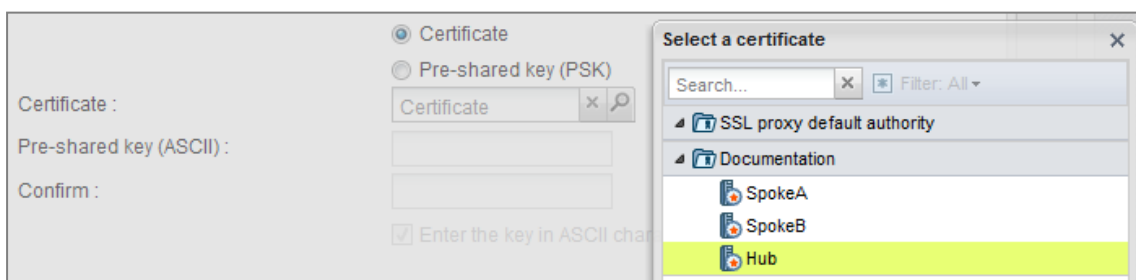 Certificate
Pre-shared key (PSK)
Certificate :
Certificate
Pre-shared key (ASCII) :
Confirm :
Enter the key in ASCII char
Select a certificate
Search...
Filter: All
SSL proxy default authority
Documentation
SpokeA
SpokeB
Hub